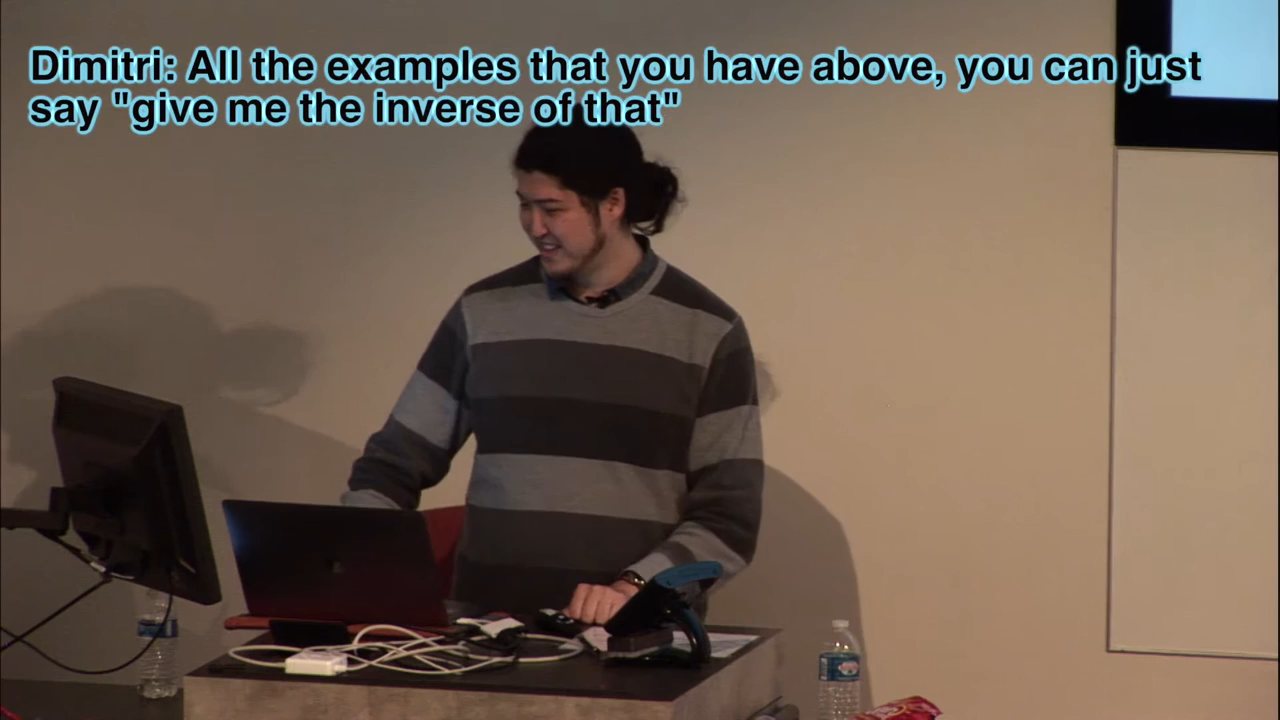 Dimitri: All the examples that you have above, you can just
say "give me the inverse of that"